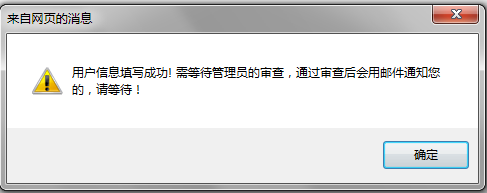 来自网页的消息
用户信息填写成功! 需等待管理员的审查，通过审查后会用邮件通知您
的，请等待！
确定